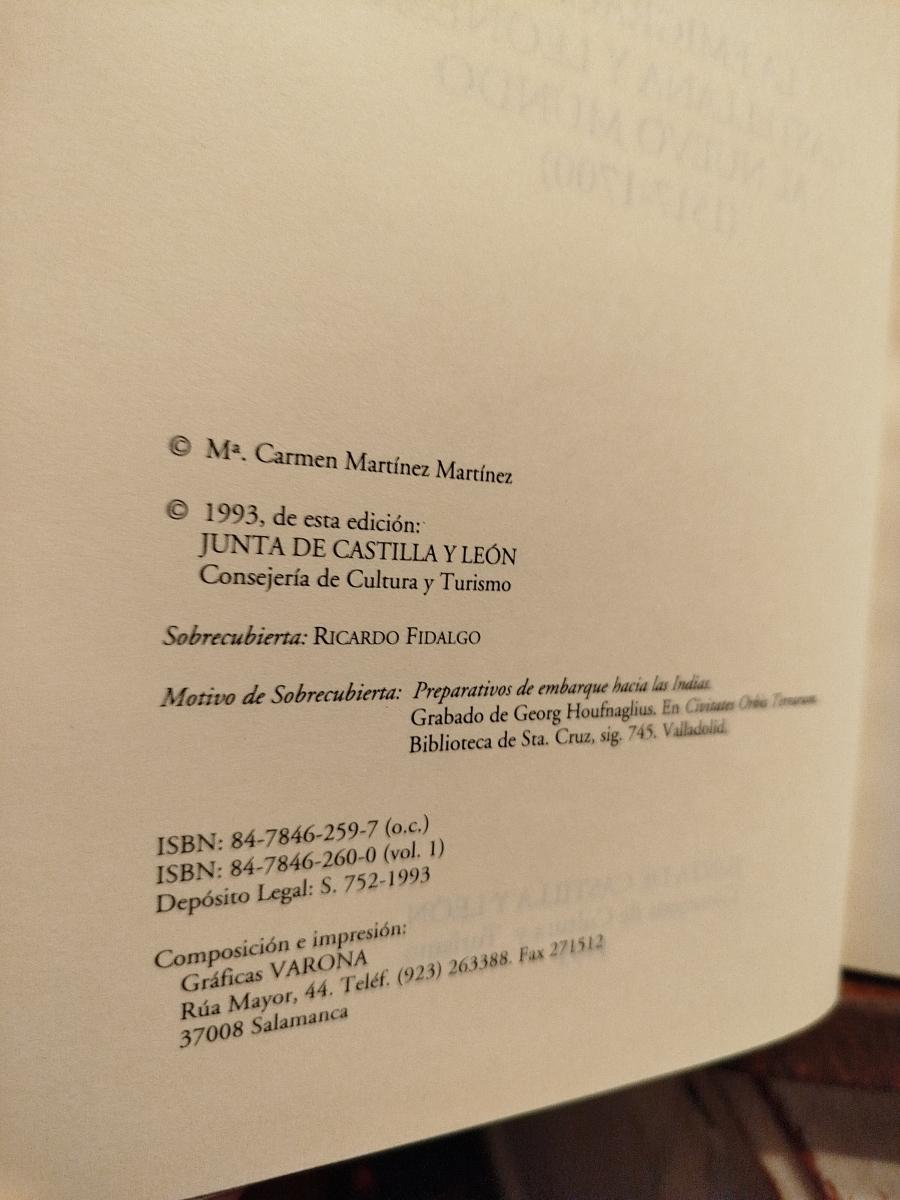 © Mª. Carmen Martínez Martínez
© 1993, de esta edición:
JUNTA DE CASTILLA Y LEÓN
Consejería de Cultura y Turismo
Sobrecubierta: RICARDO FIDALGO
Motivo de Sobrecubierta: Preparativos de embarque hacia las Indias.
Grabado de Georg Houfnaglius. En Civitates Orbis Terrarum.
Biblioteca de Sta. Cruz, sig. 745. Valladolid.
ISBN: 84-7846-259-7 (o.c.)
ISBN: 84-7846-260-0 (vol. 1)
Depósito Legal: S. 752-1993
Composición e impresión:
Gráficas VARONA
Rúa Mayor, 44. Teléf. (923) 263388. Fax 271512
37008 Salamanca